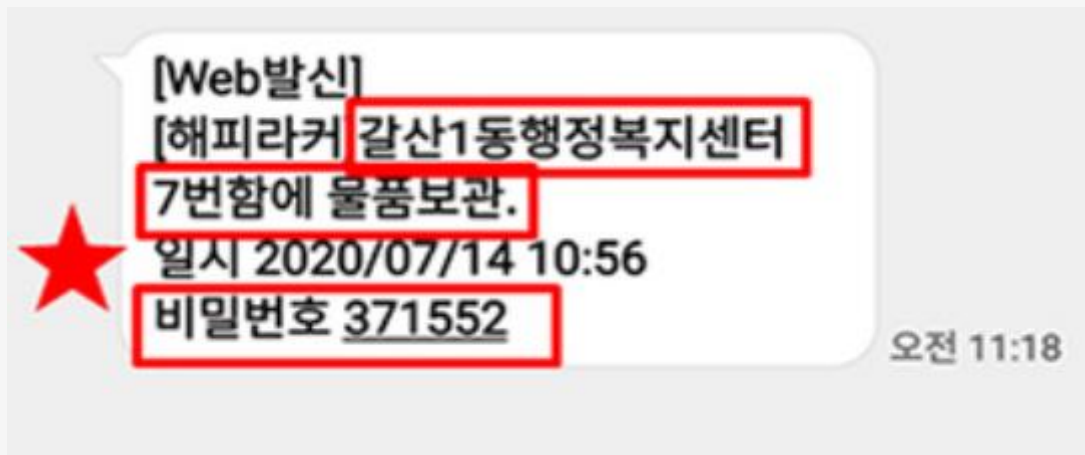 [Web발신]
[해피라커 갈산1동행정복지센터
7번함에 물품보관.
일시 2020/07/14 10:56
비밀번호 371552
오전 11:18